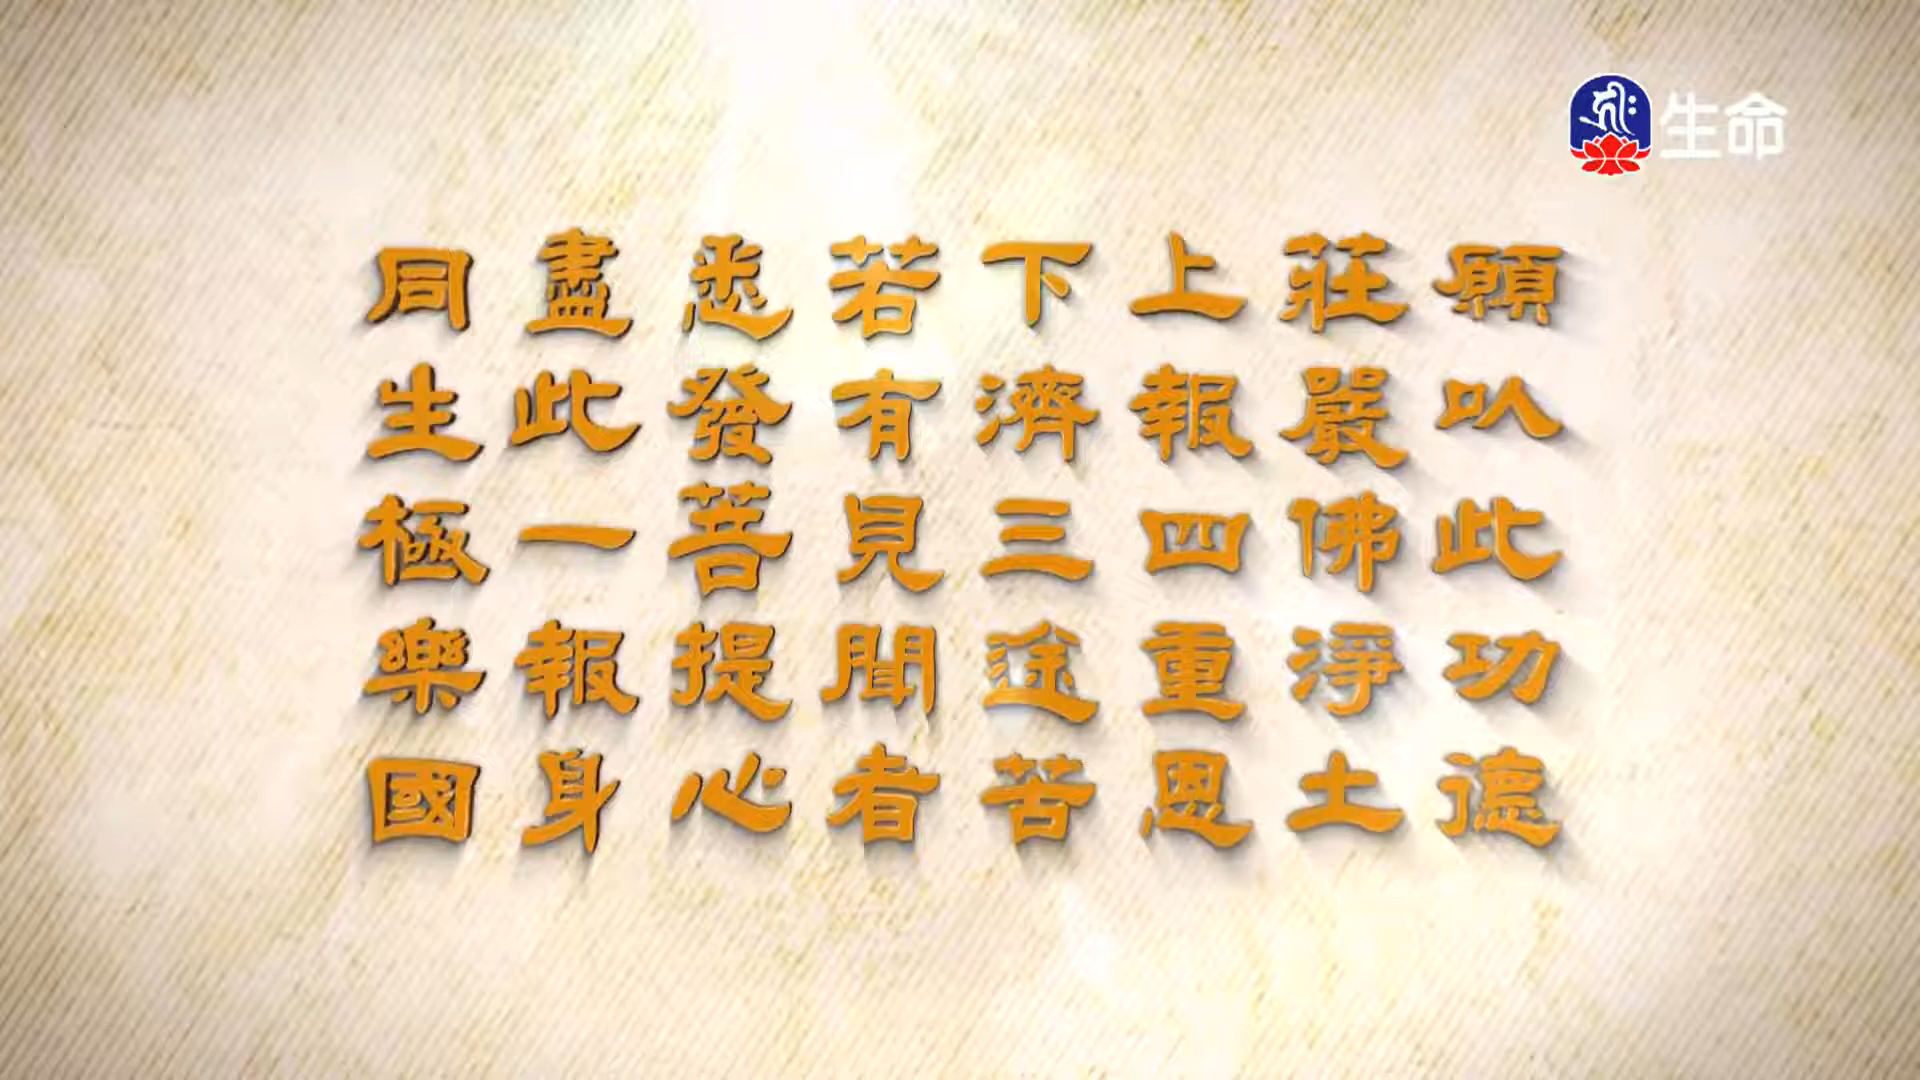 願以此功德
莊嚴佛淨土
上報四重恩
下濟三途苦
若有見聞者
悉發菩提心
盡此一報身
同生極樂國
生命